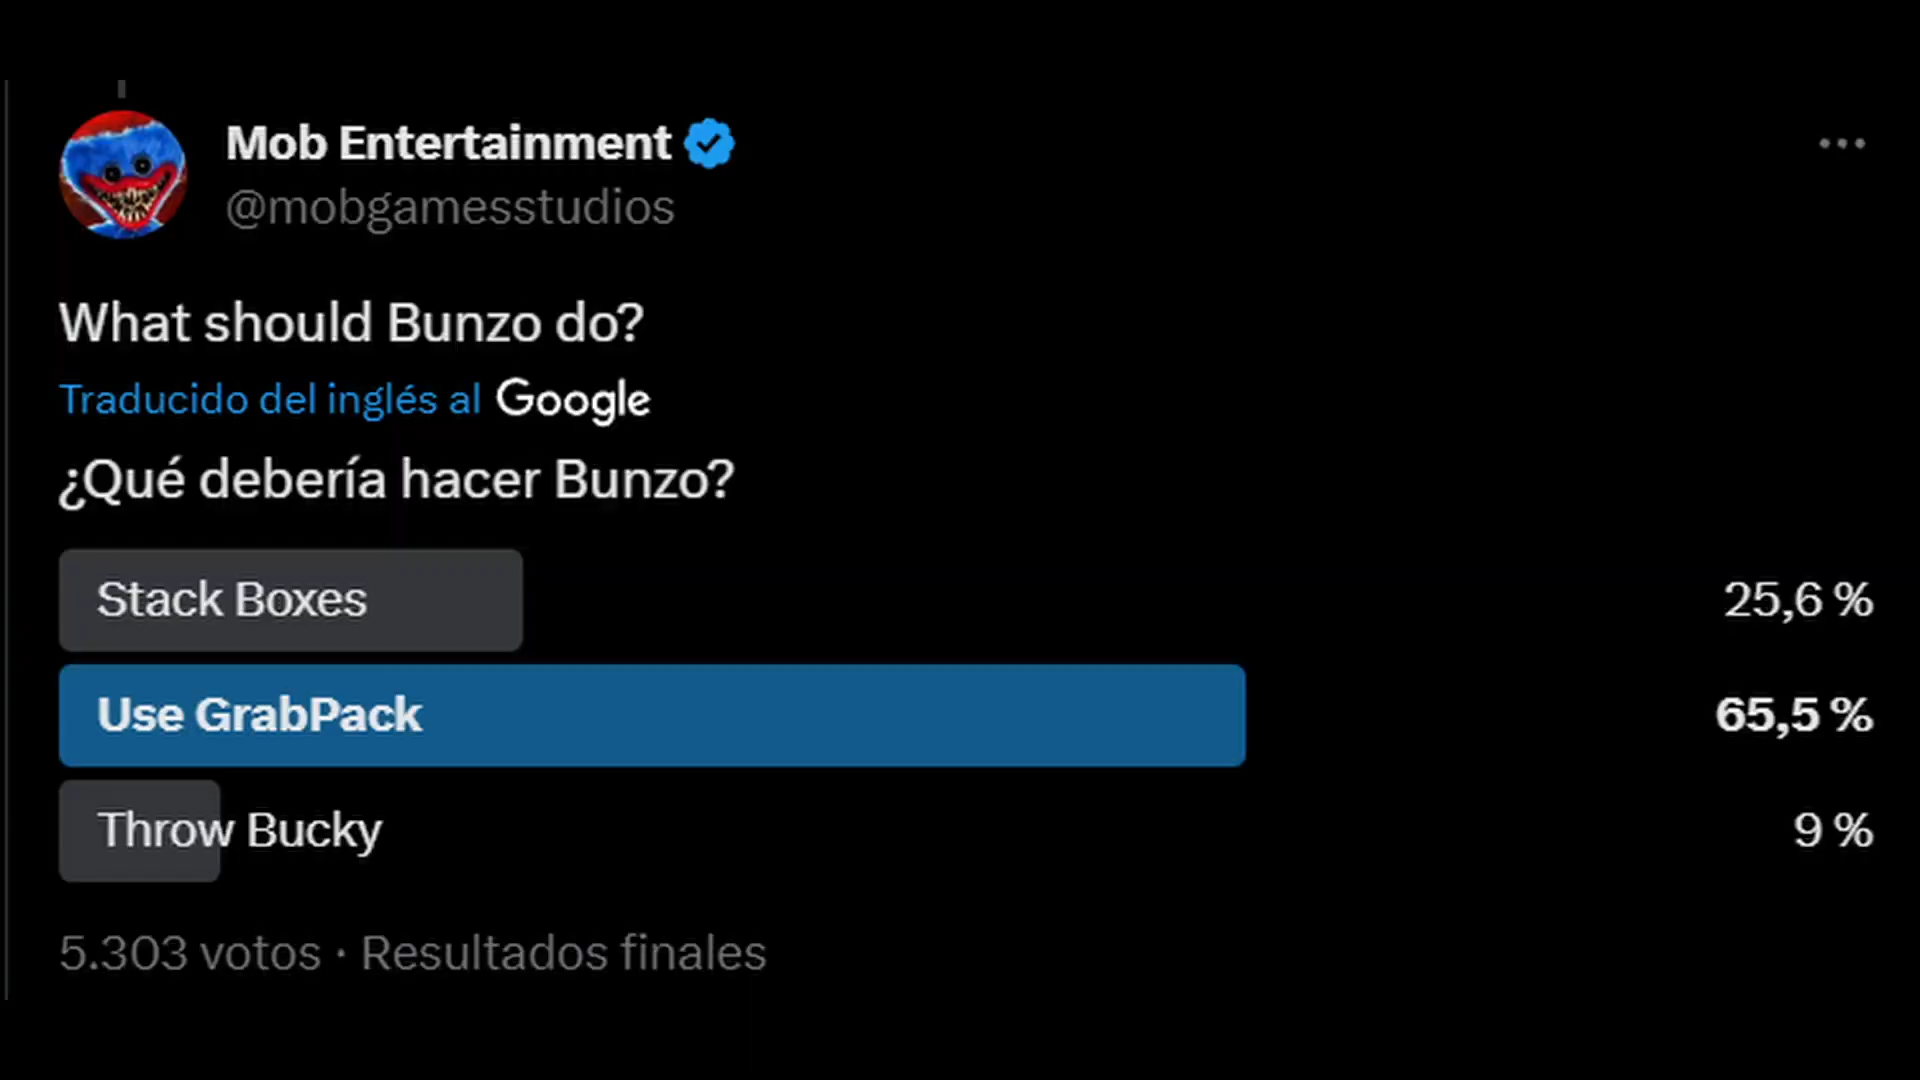 Mob Entertainment
@mobgamesstudios
What should Bunzo do?
Traducido del inglés al Google
¿Qué debería hacer Bunzo?
Stack Boxes 25,6 %
Use GrabPack 65,5 %
Throw Bucky 9 %
5.303 votos · Resultados finales